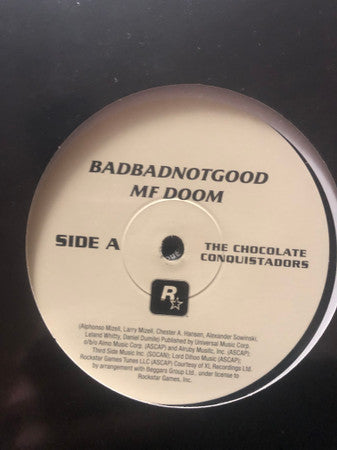 BADBADNOTGOOD
MF DOOM
SIDE A
THE CHOCOLATE
CONQUISTADORS
R
(Alphonso Mizell, Larry Mizell, Chester A. Hansen, Alexander Sowinski,
Leland Whitty, Daniel Dumile) Published by Universal Music Corp.
o/b/o Almo Music Corp. (ASCAP) and Alruby Music, Inc. (ASCAP);
Third Side Music Inc. (SOCAN); Lord Dihoo Music (ASCAP);
Rockstar Games Tunes LLC (ASCAP) Courtesy of XL Recordings Ltd.
by arrangement with Beggars Group Ltd., under license to
Rockstar Games, Inc.